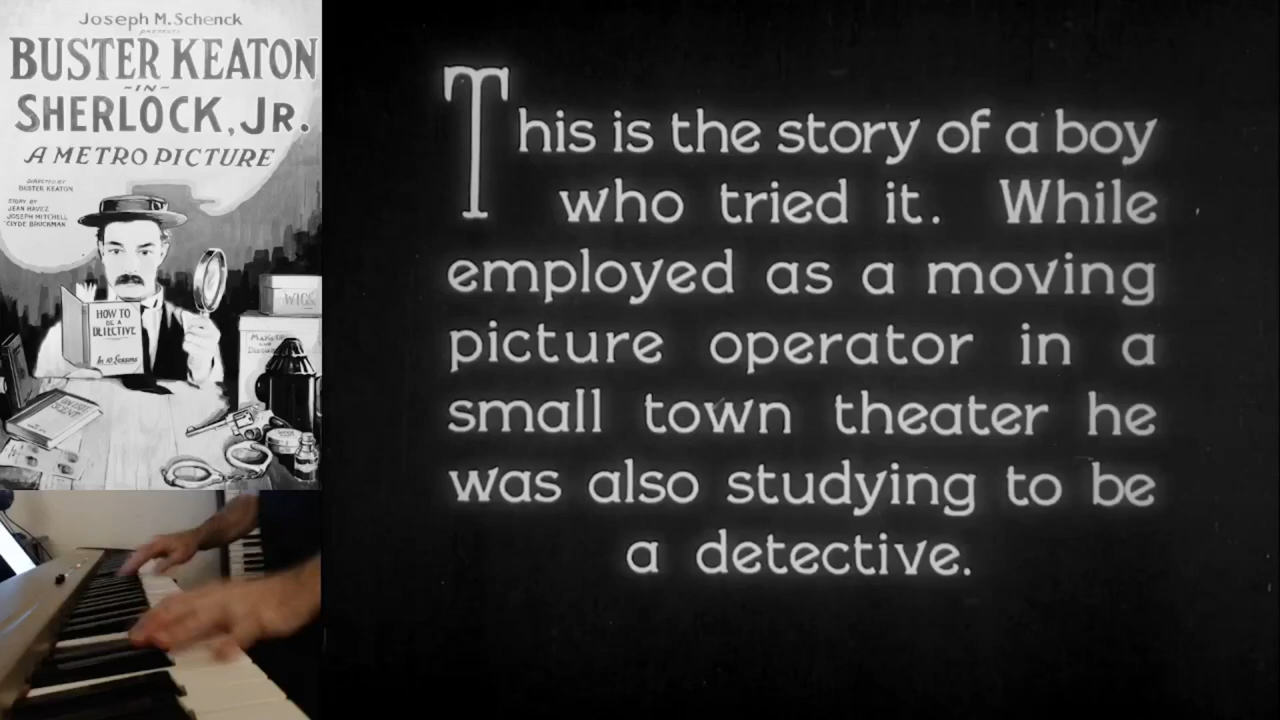 Joseph M. Schenck
PRESENTS
BUSTER KEATON
-IN-
SHERLOCK, JR.
A METRO PICTURE
DIRECTED BY
BUSTER KEATON
STORY BY
JEAN HAVEZ
JOSEPH MITCHELL
CLYDE BRUCKMAN
HOW TO
BE A
DETECTIVE
In 10 Lessons
WIGS
This is the story of a boy
who tried it. While
employed as a moving
picture operator in a
small town theater he
was also studying to be
a detective.